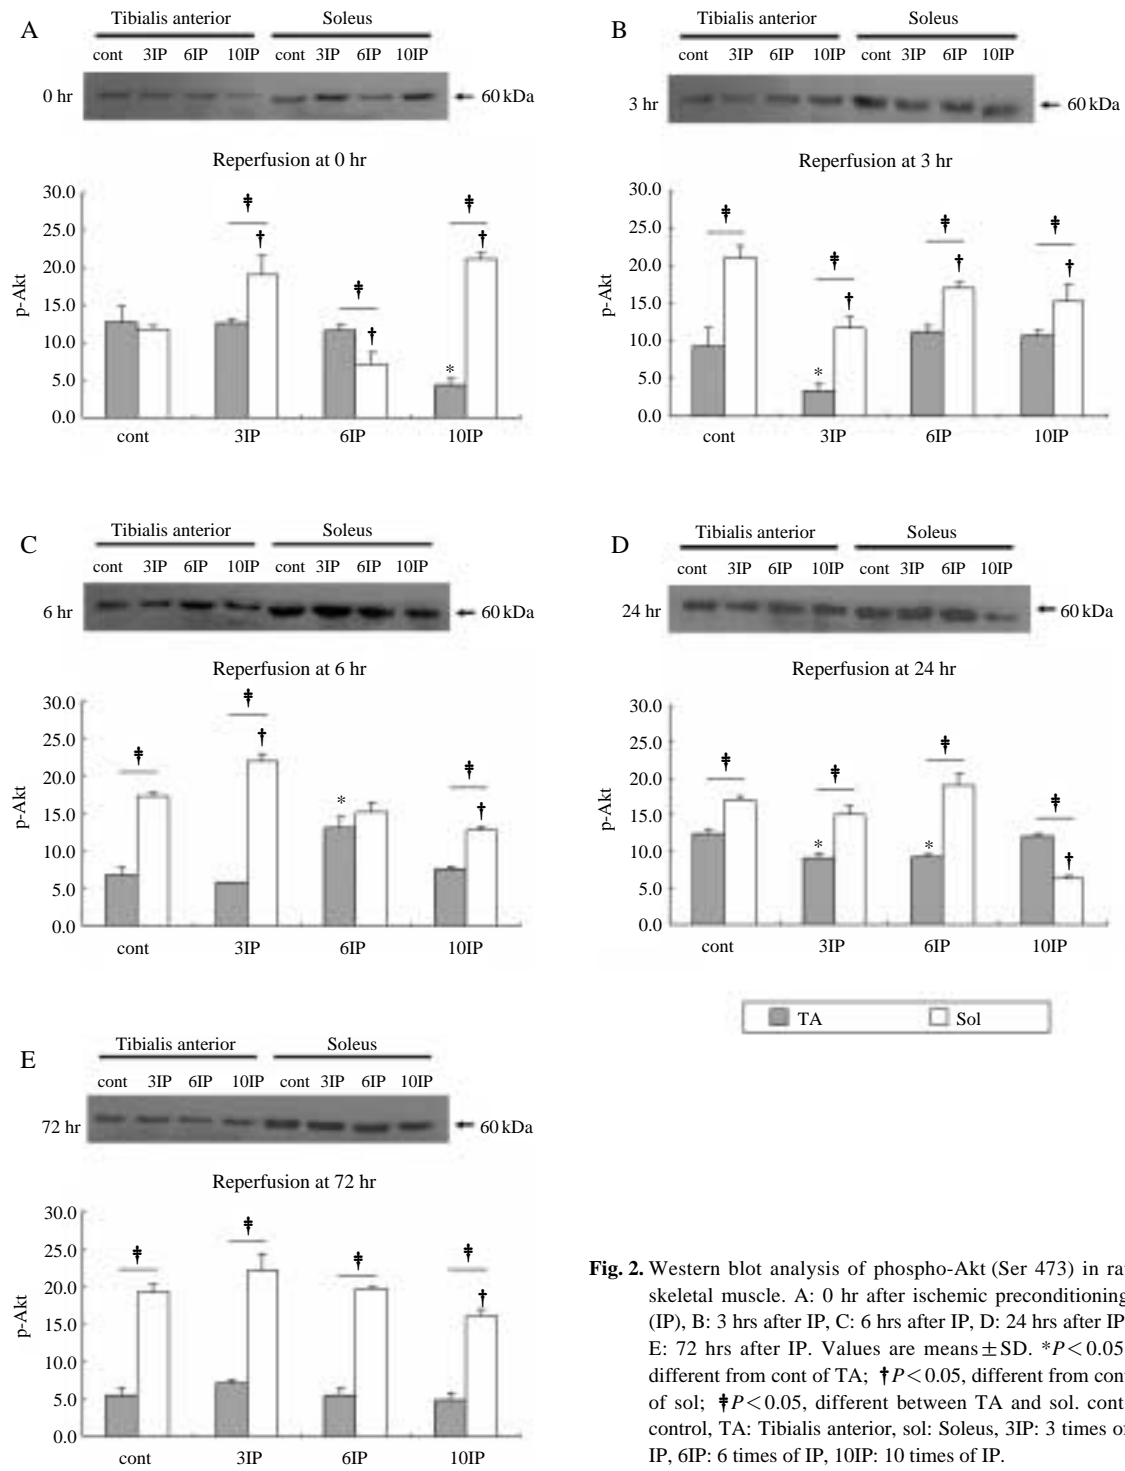 A
Tibialis anterior Soleus
cont 3IP 6IP 10IP cont 3IP 6IP 10IP
0 hr 60 kDa
Reperfusion at 0 hr
p-Akt
30.0
25.0
20.0
15.0
10.0
5.0
0.0
‡ † ‡ † * ‡ †
cont 3IP 6IP 10IP
B
Tibialis anterior Soleus
cont 3IP 6IP 10IP cont 3IP 6IP 10IP
3 hr 60 kDa
Reperfusion at 3 hr
p-Akt
30.0
25.0
20.0
15.0
10.0
5.0
0.0
‡ * ‡ † ‡ † ‡ †
cont 3IP 6IP 10IP
C
Tibialis anterior Soleus
cont 3IP 6IP 10IP cont 3IP 6IP 10IP
6 hr 60 kDa
Reperfusion at 6 hr
p-Akt
30.0
25.0
20.0
15.0
10.0
5.0
0.0
‡ ‡ † * ‡ †
cont 3IP 6IP 10IP
D
Tibialis anterior Soleus
cont 3IP 6IP 10IP cont 3IP 6IP 10IP
24 hr 60 kDa
Reperfusion at 24 hr
p-Akt
30.0
25.0
20.0
15.0
10.0
5.0
0.0
‡ * ‡ * ‡ ‡ †
cont 3IP 6IP 10IP
TA Sol
E
Tibialis anterior Soleus
cont 3IP 6IP 10IP cont 3IP 6IP 10IP
72 hr 60 kDa
Reperfusion at 72 hr
p-Akt
30.0
25.0
20.0
15.0
10.0
5.0
0.0
‡ ‡ ‡ ‡ †
cont 3IP 6IP 10IP
Fig. 2. Western blot analysis of phospho-Akt (Ser 473) in ra
skeletal muscle. A: 0 hr after ischemic preconditioning
(IP), B: 3 hrs after IP, C: 6 hrs after IP, D: 24 hrs after IP
E: 72 hrs after IP. Values are means ± SD. *P < 0.05
different from cont of TA; †P < 0.05, different from con
of sol; ‡P < 0.05, different between TA and sol. cont
control, TA: Tibialis anterior, sol: Soleus, 3IP: 3 times o
IP, 6IP: 6 times of IP, 10IP: 10 times of IP.